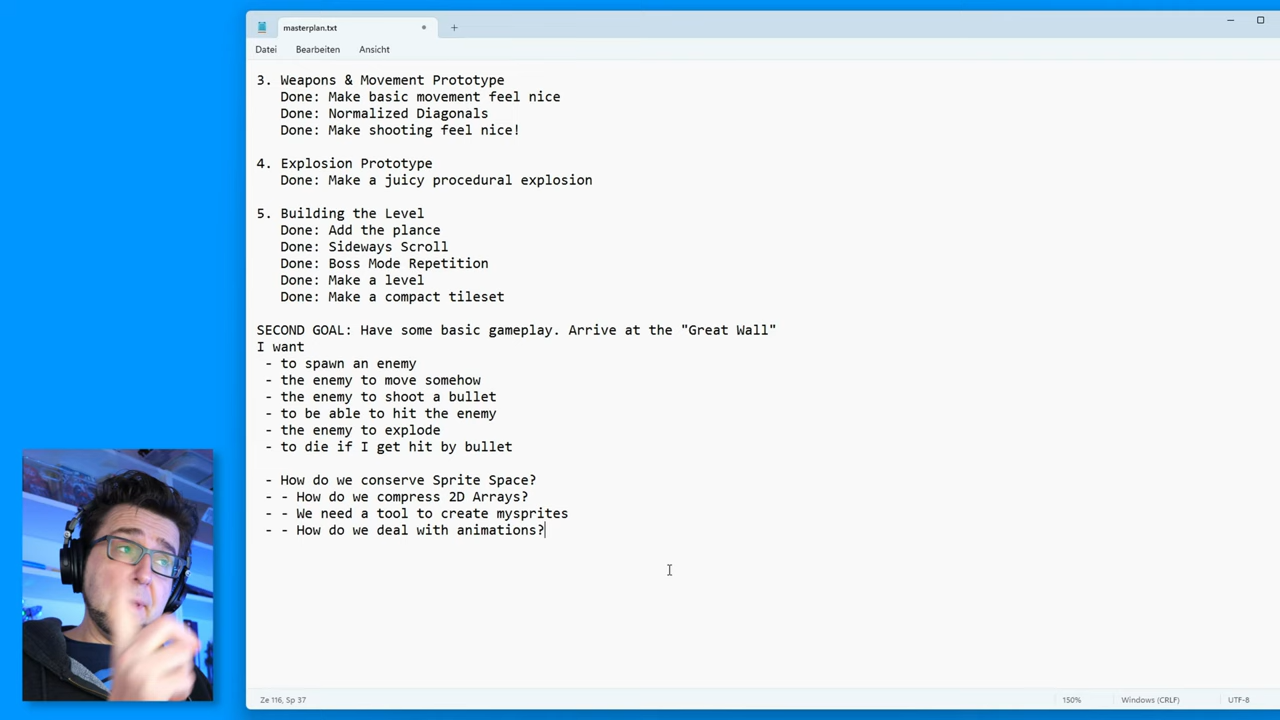 masterplan.txt
Datei Bearbeiten Ansicht
3. Weapons & Movement Prototype
Done: Make basic movement feel nice
Done: Normalized Diagonals
Done: Make shooting feel nice!
4. Explosion Prototype
Done: Make a juicy procedural explosion
5. Building the Level
Done: Add the plance
Done: Sideways Scroll
Done: Boss Mode Repetition
Done: Make a level
Done: Make a compact tileset
SECOND GOAL: Have some basic gameplay. Arrive at the "Great Wall"
I want
- to spawn an enemy
- the enemy to move somehow
- the enemy to shoot a bullet
- to be able to hit the enemy
- the enemy to explode
- to die if I get hit by bullet
- How do we conserve Sprite Space?
- - How do we compress 2D Arrays?
- - We need a tool to create mysprites
- - How do we deal with animations?
Ze 116, Sp 37 150% Windows (CRLF) UTF-8